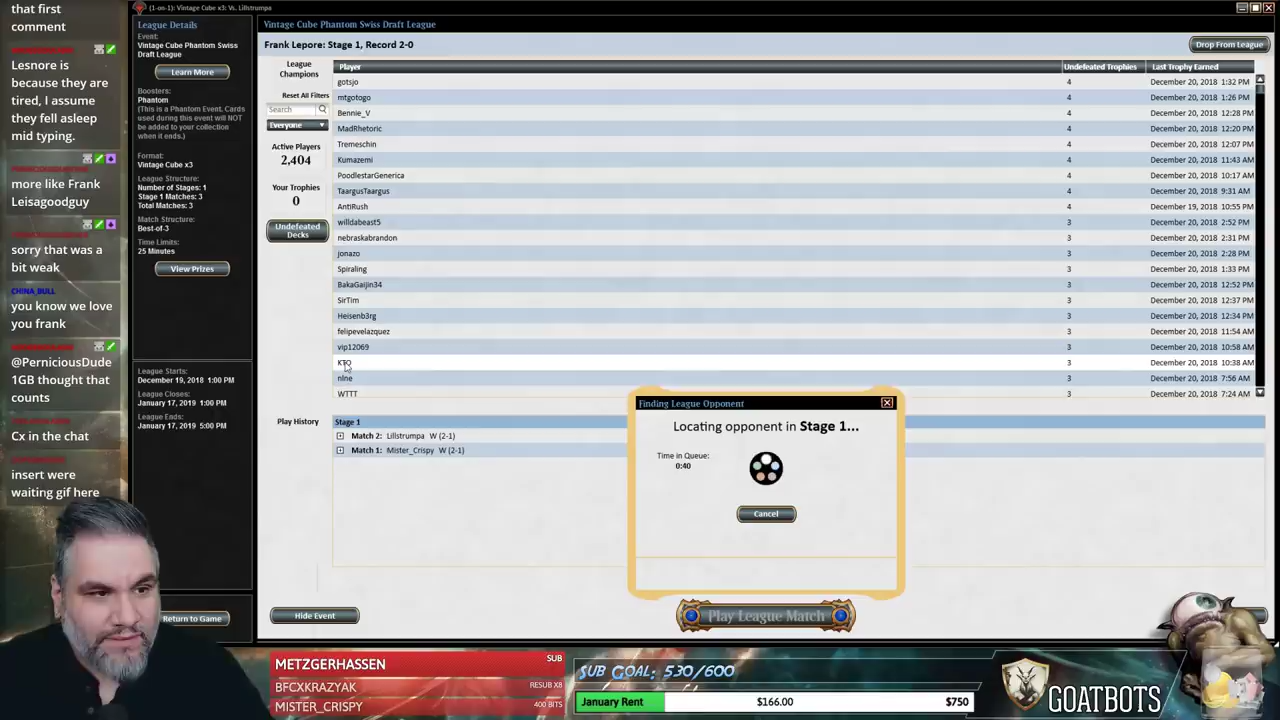 that first
comment
Lesnore is
because they are
tired, I assume
they fell asleep
mid typing.
more like Frank
Leisagoodguy
sorry that was a
bit weak
CHINA_BULL
you know we love
you frank
@PerniciousDude
1GB thought that
counts
Cx in the chat
insert were
waiting gif here
(1-on-1): Vintage Cube x3: Vs. Lillstrumpa
League Details
Event:
Vintage Cube Phantom Swiss
Draft League
Learn More
Boosters:
Phantom
(This is a Phantom Event. Cards
used during this event will NOT
be added to your collection
when it ends.)
Format:
Vintage Cube x3
League Structure:
Number of Stages: 1
Stage 1 Matches: 3
Total Matches: 3
Match Structure:
Best-of-3
Time Limits:
25 Minutes
View Prizes
League Starts:
December 19, 2018 1:00 PM
League Closes:
January 17, 2019 1:00 PM
League Ends:
January 17, 2019 5:00 PM
Return to Game
Vintage Cube Phantom Swiss Draft League
Frank Lepore: Stage 1, Record 2-0
Drop From League
League
Champions
Reset All Filters
Search
Everyone
Active Players
2,404
Your Trophies
0
Undefeated
Decks
Player Undefeated Trophies Last Trophy Earned
gotsjo 4 December 20, 2018 1:32 PM
mtgotogo 4 December 20, 2018 1:26 PM
Bennie_V 4 December 20, 2018 12:28 PM
MadRhetoric 4 December 20, 2018 12:20 PM
Tremeschin 4 December 20, 2018 12:07 PM
Kumazemi 4 December 20, 2018 11:43 AM
PoodlestarGenerica 4 December 20, 2018 10:17 AM
TaargusTaargus 4 December 20, 2018 9:31 AM
AntiRush 4 December 19, 2018 10:55 PM
willdabeast5 3 December 20, 2018 2:52 PM
nebraskabrandon 3 December 20, 2018 2:31 PM
jonazo 3 December 20, 2018 2:28 PM
Spiraling 3 December 20, 2018 1:33 PM
BakaGaijin34 3 December 20, 2018 12:52 PM
SirTim 3 December 20, 2018 12:37 PM
Heisenb3rg 3 December 20, 2018 12:34 PM
felipevelazquez 3 December 20, 2018 11:54 AM
vip12069 3 December 20, 2018 10:58 AM
KTO 3 December 20, 2018 10:38 AM
nIne 3 December 20, 2018 7:56 AM
WTTT 3 December 20, 2018 7:24 AM
Play History
Stage 1
Match 2: Lillstrumpa W (2-1)
Match 1: Mister_Crispy W (2-1)
Finding League Opponent
Locating opponent in Stage 1...
Time in Queue:
0:40
Cancel
Hide Event
Play League Match
METZGERHASSEN SUB
BFCXKRAZYAK RESUB X8
MISTER_CRISPY 400 BITS
SUB GOAL: 530/600
January Rent $166.00 $750
GOATBOTS